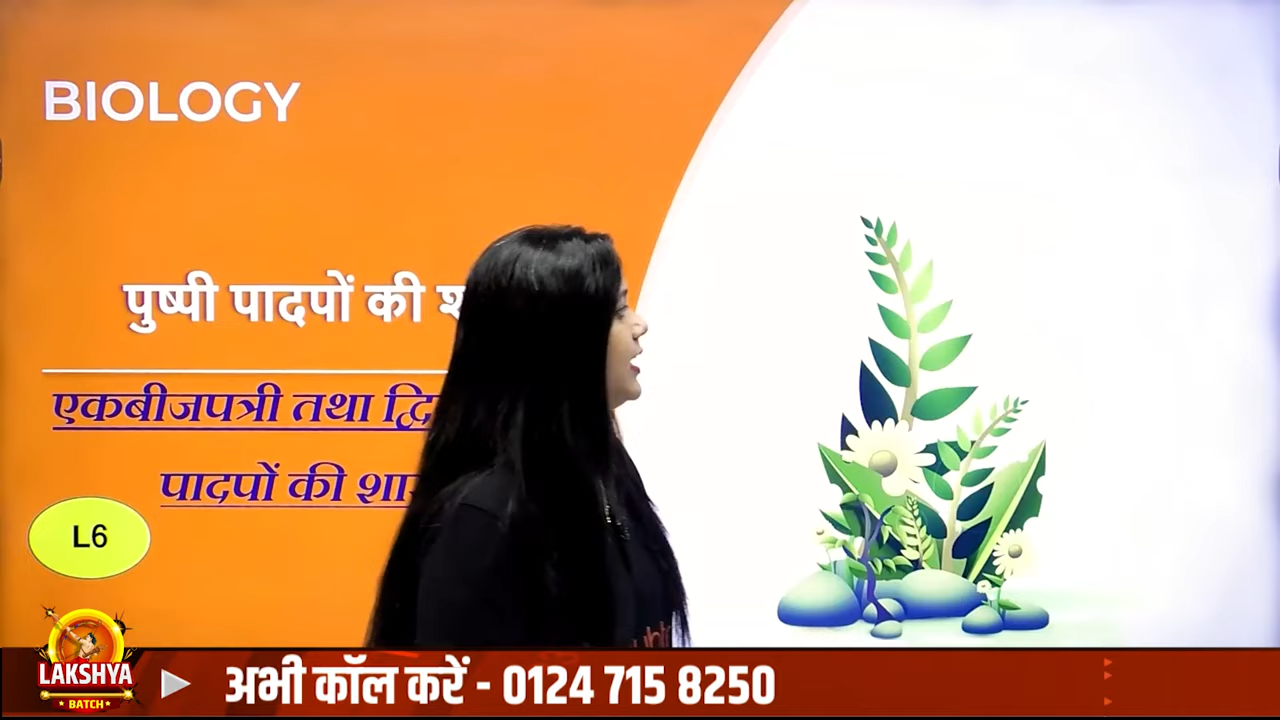 BIOLOGY
पुष्पी पादपों की
एकबीजपत्री तथा
पादपों की
L6
LAKSHYA
BATCH
अभी कॉल करें - 0124 715 8250